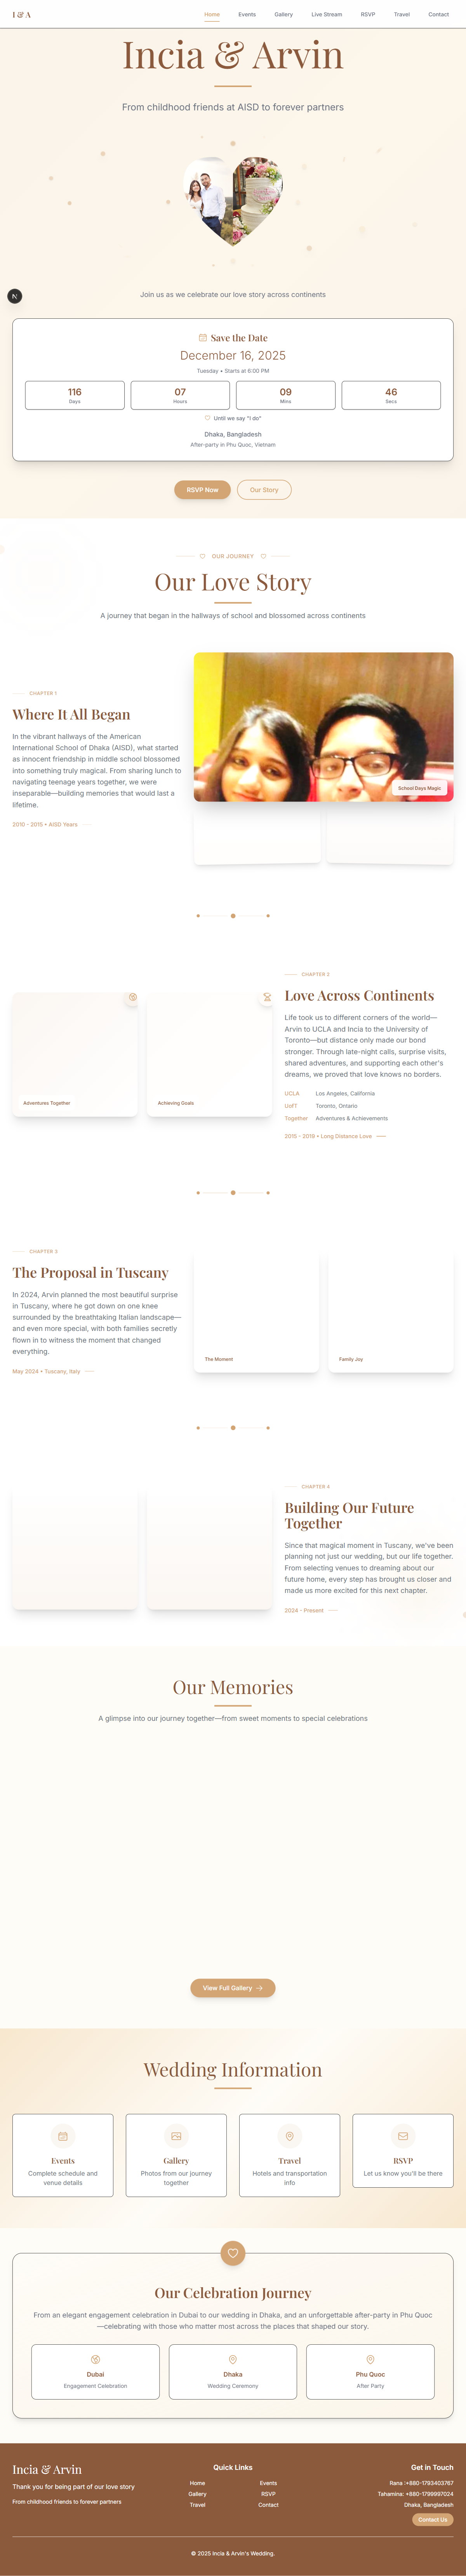 I & A
Home Events Gallery Live Stream RSVP Travel Contact
Incia & Arvin
From childhood friends at AISD to forever partners
Join us as we celebrate our love story across continents
N
Save the Date
December 16, 2025
Tuesday • Starts at 6:00 PM
116 07 09 46
Days Hours Mins Secs
Until we say "I do"
Dhaka, Bangladesh
After-party in Phu Quoc, Vietnam
RSVP Now Our Story
OUR JOURNEY
Our Love Story
A journey that began in the hallways of school and blossomed across continents
CHAPTER 1
Where It All Began
In the vibrant hallways of the American
International School of Dhaka (AISD), what started
as innocent friendship in middle school blossomed
into something truly magical. From sharing lunch to
navigating teenage years together, we were
inseparable—building memories that would last a
lifetime.
2010 - 2015 • AISD Years
School Days Magic
Adventures Together
Achieving Goals
CHAPTER 2
Love Across Continents
Life took us to different corners of the world—
Arvin to UCLA and Incia to the University of
Toronto—but distance only made our bond
stronger. Through late-night calls, surprise visits,
shared adventures, and supporting each other's
dreams, we proved that love knows no borders.
UCLA Los Angeles, California
UofT Toronto, Ontario
Together Adventures & Achievements
2015 - 2019 • Long Distance Love
CHAPTER 3
The Proposal in Tuscany
In 2024, Arvin planned the most beautiful surprise
in Tuscany, where he got down on one knee
surrounded by the breathtaking Italian landscape—
and even more special, with both families secretly
flown in to witness the moment that changed
everything.
May 2024 • Tuscany, Italy
The Moment
Family Joy
CHAPTER 4
Building Our Future
Together
Since that magical moment in Tuscany, we've been
planning not just our wedding, but our life together.
From selecting venues to dreaming about our
future home, every step has brought us closer and
made us more excited for this next chapter.
2024 - Present
Our Memories
A glimpse into our journey together—from sweet moments to special celebrations
View Full Gallery
Wedding Information
Events
Complete schedule and
venue details
Gallery
Photos from our journey
together
Travel
Hotels and transportation
info
RSVP
Let us know you'll be there
Our Celebration Journey
From an elegant engagement celebration in Dubai to our wedding in Dhaka, and an unforgettable after-party in Phu Quoc
—celebrating with those who matter most across the places that shaped our story.
Dubai
Engagement Celebration
Dhaka
Wedding Ceremony
Phu Quoc
After Party
Incia & Arvin
Thank you for being part of our love story
From childhood friends to forever partners
Quick Links
Home Events
Gallery RSVP
Travel Contact
Get in Touch
Rana :+880-1793403767
Tahamina: +880-1799997024
Dhaka, Bangladesh
Contact Us
© 2025 Incia & Arvin's Wedding.